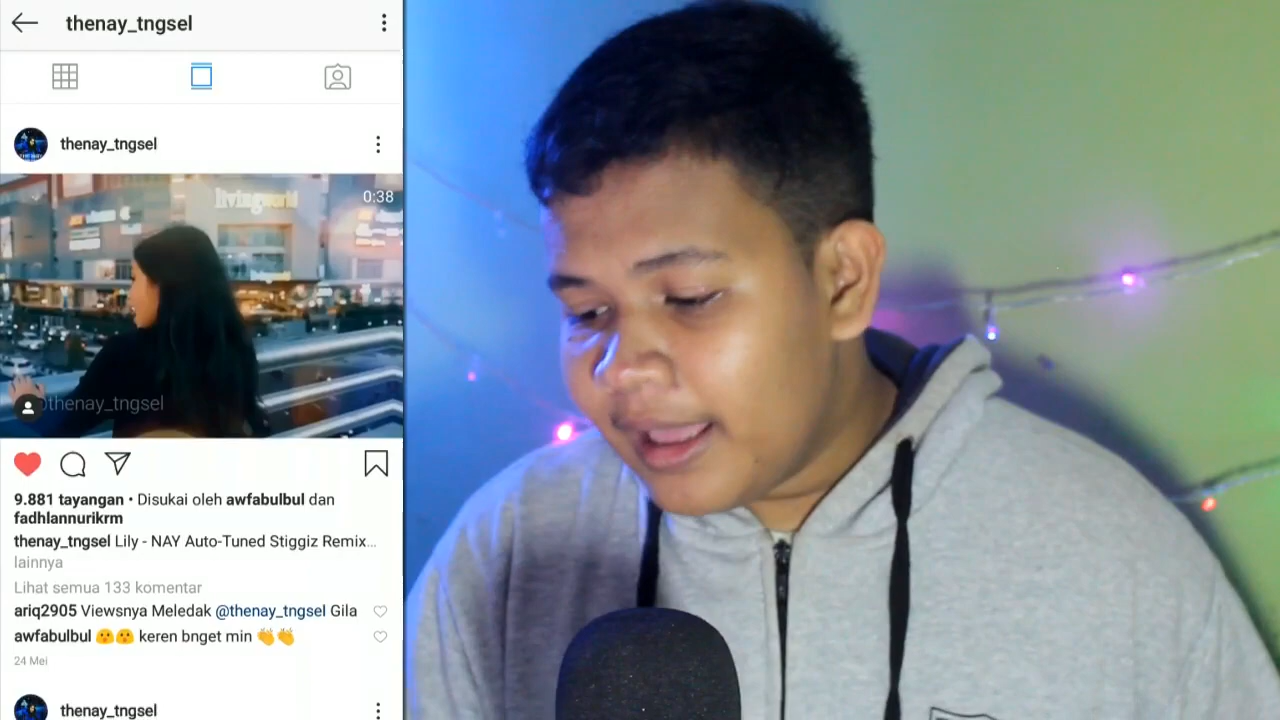 thenay_tngsel
thenay_tngsel
livingworld
0:38
thenay_tngsel
9.881 tayangan • Disukai oleh awfabulbul dan
fadhlannurikrm
thenay_tngsel Lily - NAY Auto-Tuned Stiggiz Remix...
lainnya
Lihat semua 133 komentar
ariq2905 Viewsnya Meledak @thenay_tngsel Gila
awfabulbul 😗😗 keren bnget min 👏👏
24 Mei
thenay_tngsel